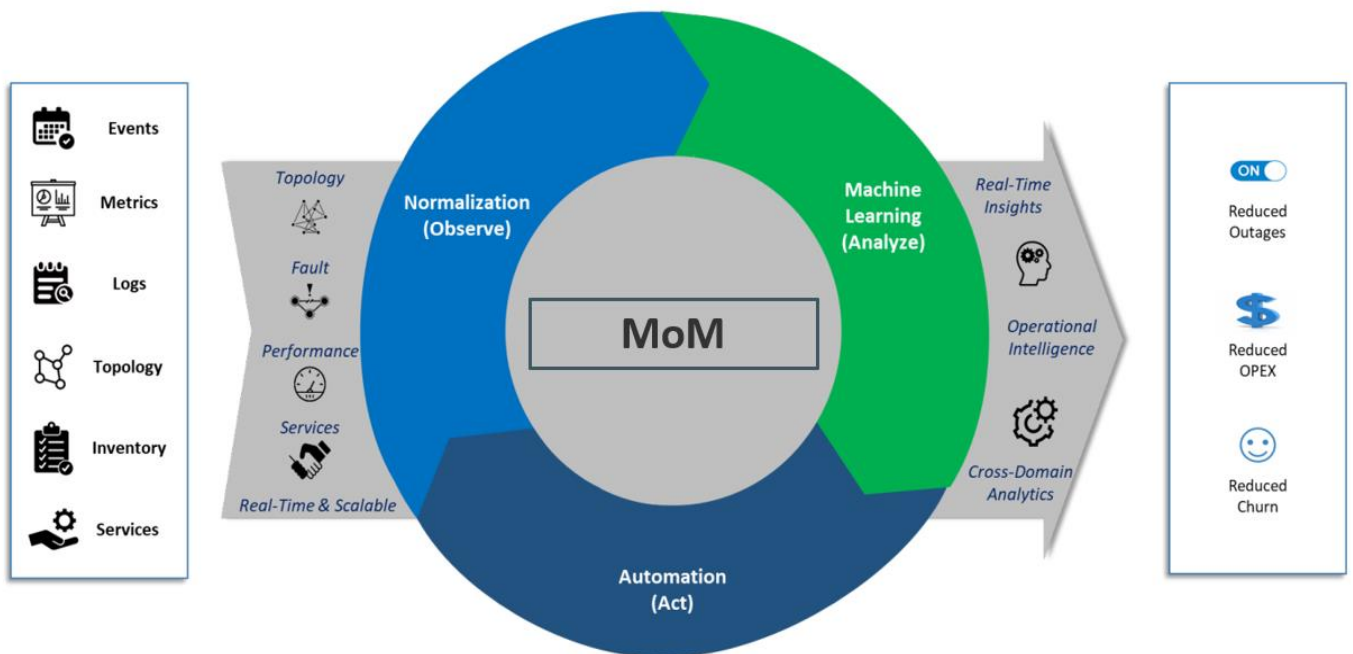 Events
Metrics
Logs
Topology
Inventory
Services
Topology
Fault
Performance
Services
Real-Time & Scalable
Normalization
(Observe)
Machine
Learning
(Analyze)
MoM
Automation
(Act)
Real-Time
Insights
Operational
Intelligence
Cross-Domain
Analytics
ON
Reduced
Outages
$
Reduced
OPEX
Reduced
Churn